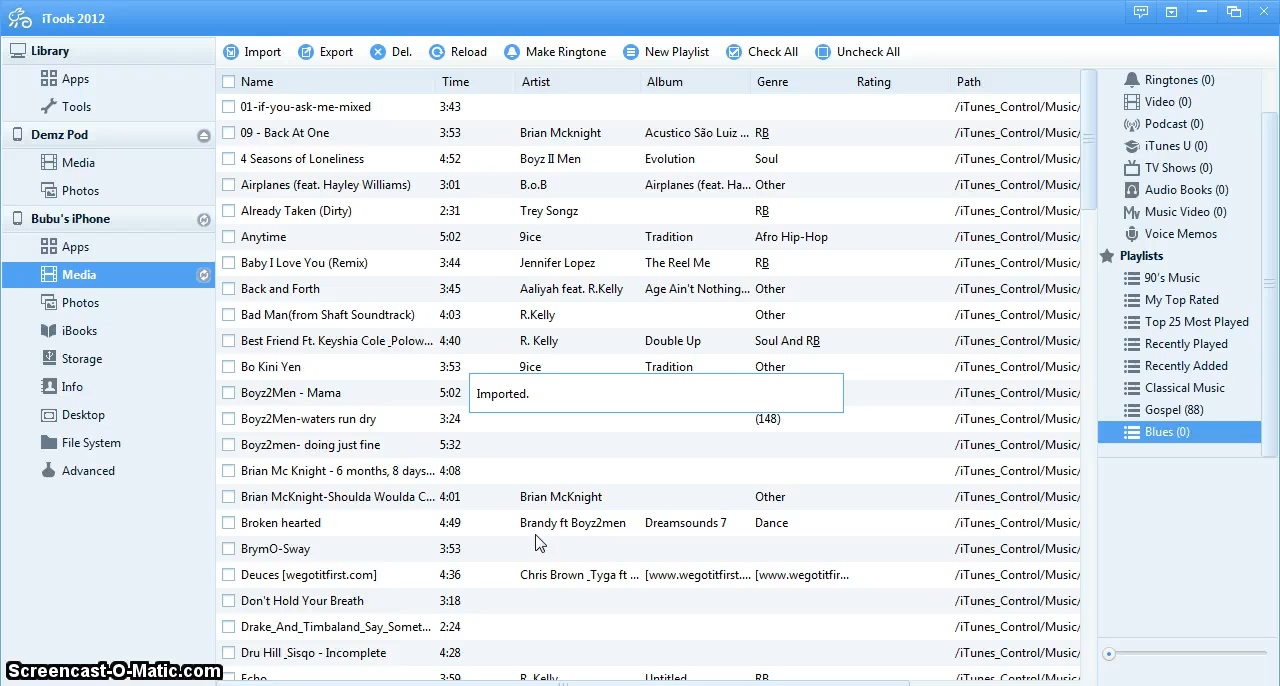 iTools 2012
Library
Apps
Tools
Demz Pod
Media
Photos
Bubu's iPhone
Apps
Media
Photos
iBooks
Storage
Info
Desktop
File System
Advanced
Import Export Del. Reload Make Ringtone New Playlist Check All Uncheck All
Name Time Artist Album Genre Rating Path
01-if-you-ask-me-mixed 3:43 /iTunes_Control/Music/
09 - Back At One 3:53 Brian Mcknight Acustico São Luiz ... RB /iTunes_Control/Music/
4 Seasons of Loneliness 4:52 Boyz II Men Evolution Soul /iTunes_Control/Music/
Airplanes (feat. Hayley Williams) 3:01 B.o.B Airplanes (feat. Ha... Other /iTunes_Control/Music/
Already Taken (Dirty) 2:31 Trey Songz RB /iTunes_Control/Music/
Anytime 5:02 9ice Tradition Afro Hip-Hop /iTunes_Control/Music/
Baby I Love You (Remix) 3:44 Jennifer Lopez The Reel Me RB /iTunes_Control/Music/
Back and Forth 3:45 Aaliyah feat. R.Kelly Age Ain't Nothing... Other /iTunes_Control/Music/
Bad Man(from Shaft Soundtrack) 4:03 R.Kelly Other /iTunes_Control/Music/
Best Friend Ft. Keyshia Cole _Polow... 4:40 R. Kelly Double Up Soul And RB /iTunes_Control/Music/
Bo Kini Yen 3:53 9ice Tradition Other /iTunes_Control/Music/
Boyz2Men - Mama 5:02 /iTunes_Control/Music/
Imported.
Boyz2Men-waters run dry 3:24 (148) /iTunes_Control/Music/
Boyz2men- doing just fine 5:32 /iTunes_Control/Music/
Brian Mc Knight - 6 months, 8 days... 4:08 /iTunes_Control/Music/
Brian McKnight-Shoulda Woulda C... 4:01 Brian McKnight Other /iTunes_Control/Music/
Broken hearted 4:49 Brandy ft Boyz2men Dreamsounds 7 Dance /iTunes_Control/Music/
BrymO-Sway 3:53 /iTunes_Control/Music/
Deuces [wegotitfirst.com] 4:36 Chris Brown _Tyga ft ... [www.wegotitfirst.... [www.wegotitfir... /iTunes_Control/Music/
Don't Hold Your Breath 3:18 /iTunes_Control/Music/
Drake_And_Timbaland_Say_Somet... 2:24 /iTunes_Control/Music/
Dru Hill _Sisqo - Incomplete 4:28 /iTunes_Control/Music/
Echo 3:59 R. Kelly Untitled RB /iTunes_Control/Music/
Ringtones (0)
Video (0)
Podcast (0)
iTunes U (0)
TV Shows (0)
Audio Books (0)
Music Video (0)
Voice Memos
Playlists
90's Music
My Top Rated
Top 25 Most Played
Recently Played
Recently Added
Classical Music
Gospel (88)
Blues (0)
Screencast-O-Matic.com